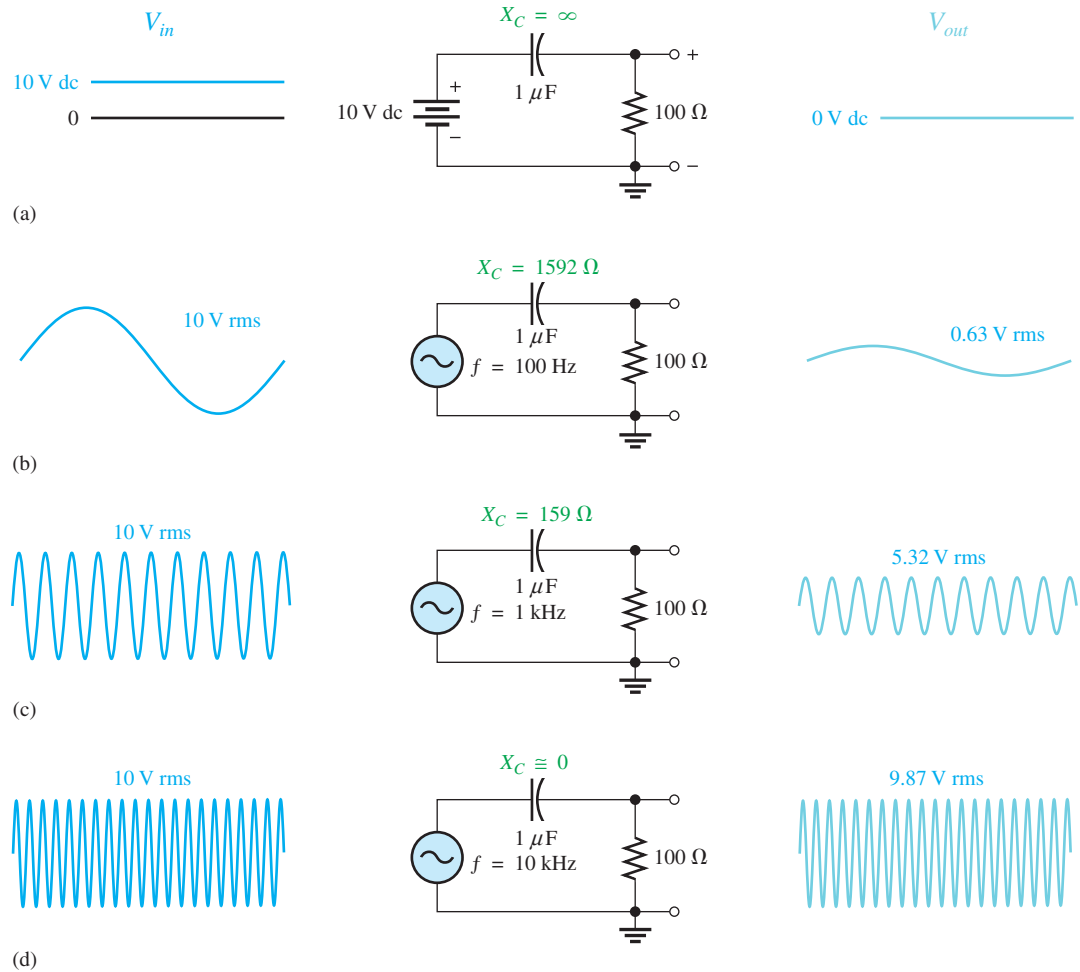 V_in
X_C = ∞
V_out
10 V dc
0
10 V dc
+
−
1 μF
100 Ω
+
−
0 V dc
(a)
10 V rms
X_C = 1592 Ω
1 μF
f = 100 Hz
100 Ω
0.63 V rms
(b)
10 V rms
X_C = 159 Ω
1 μF
f = 1 kHz
100 Ω
5.32 V rms
(c)
10 V rms
X_C ≅ 0
1 μF
f = 10 kHz
100 Ω
9.87 V rms
(d)